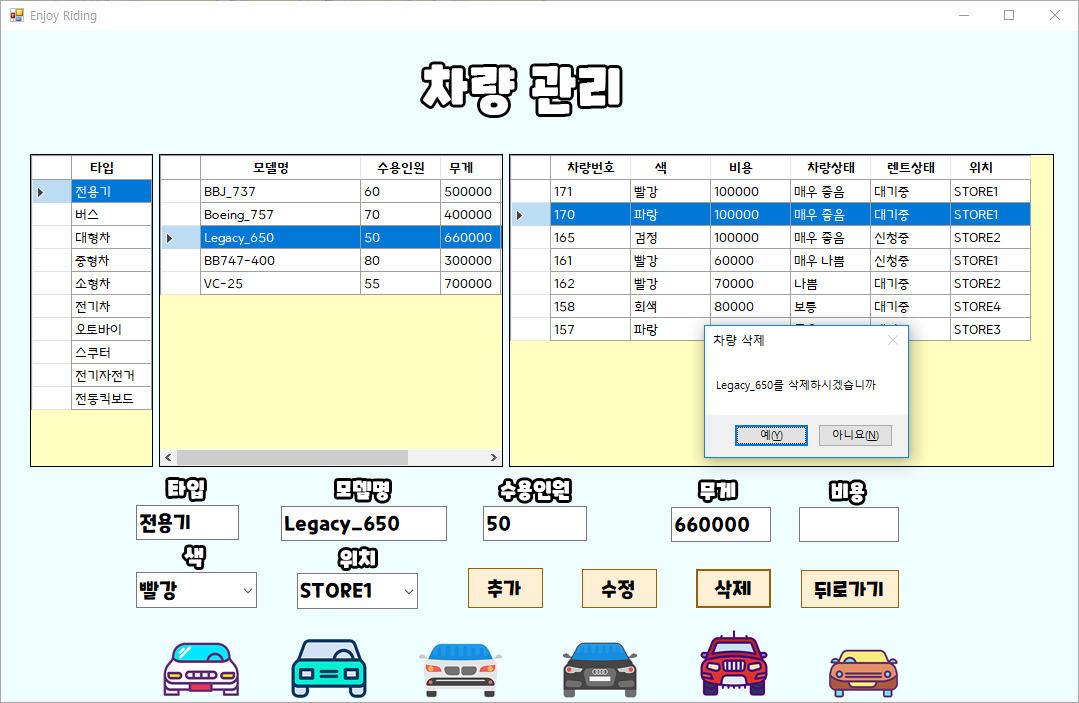 Enjoy Riding
차량 관리
타입
전용기
버스
대형차
중형차
소형차
전기차
오토바이
스쿠터
전기자전거
전동킥보드
모델명 수용인원 무게
BBJ_737 60 500000
Boeing_757 70 400000
Legacy_650 50 660000
BB747-400 80 300000
VC-25 55 700000
차량번호 색 비용 차량상태 렌트상태 위치
171 빨강 100000 매우 좋음 대기중 STORE1
170 파랑 100000 매우 좋음 대기중 STORE1
165 검정 100000 매우 좋음 신청중 STORE2
161 빨강 60000 매우 나쁨 신청중 STORE1
162 빨강 70000 나쁨 대기중 STORE2
158 회색 80000 보통 대기중 STORE4
157 파랑 STORE3
차량 삭제
Legacy_650를 삭제하시겠습니까
예(Y) 아니요(N)
타입 모델명 수용인원 무게 비용
전용기 Legacy_650 50 660000
색 위치
빨강 STORE1 추가 수정 삭제 뒤로가기